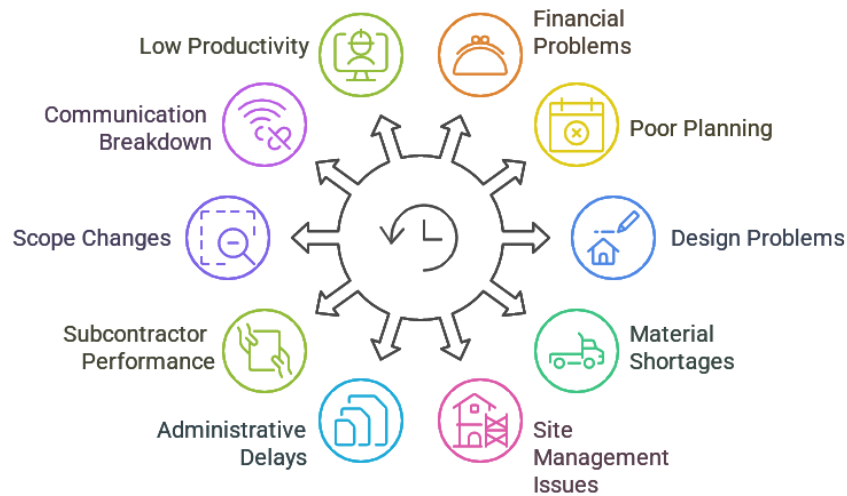 Low Productivity
Financial
Problems
Communication
Breakdown
Poor Planning
Scope Changes
Design Problems
Subcontractor
Performance
Material
Shortages
Administrative
Delays
Site
Management
Issues